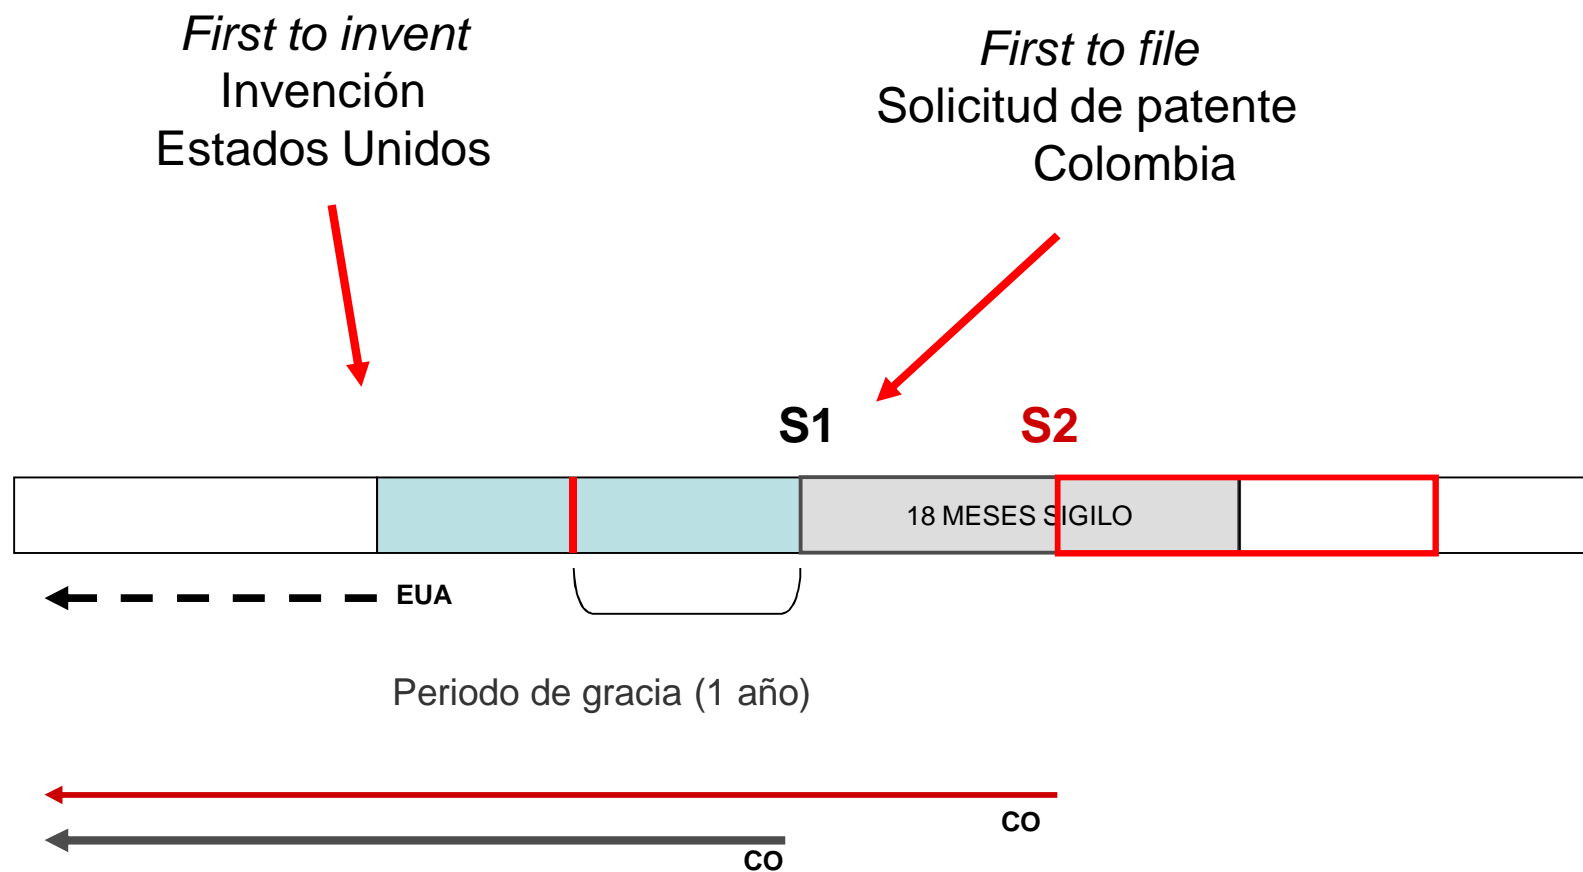 First to invent
Invención
Estados Unidos
First to file
Solicitud de patente
Colombia
S1
S2
18 MESES SIGILO
EUA
Periodo de gracia (1 año)
CO
CO